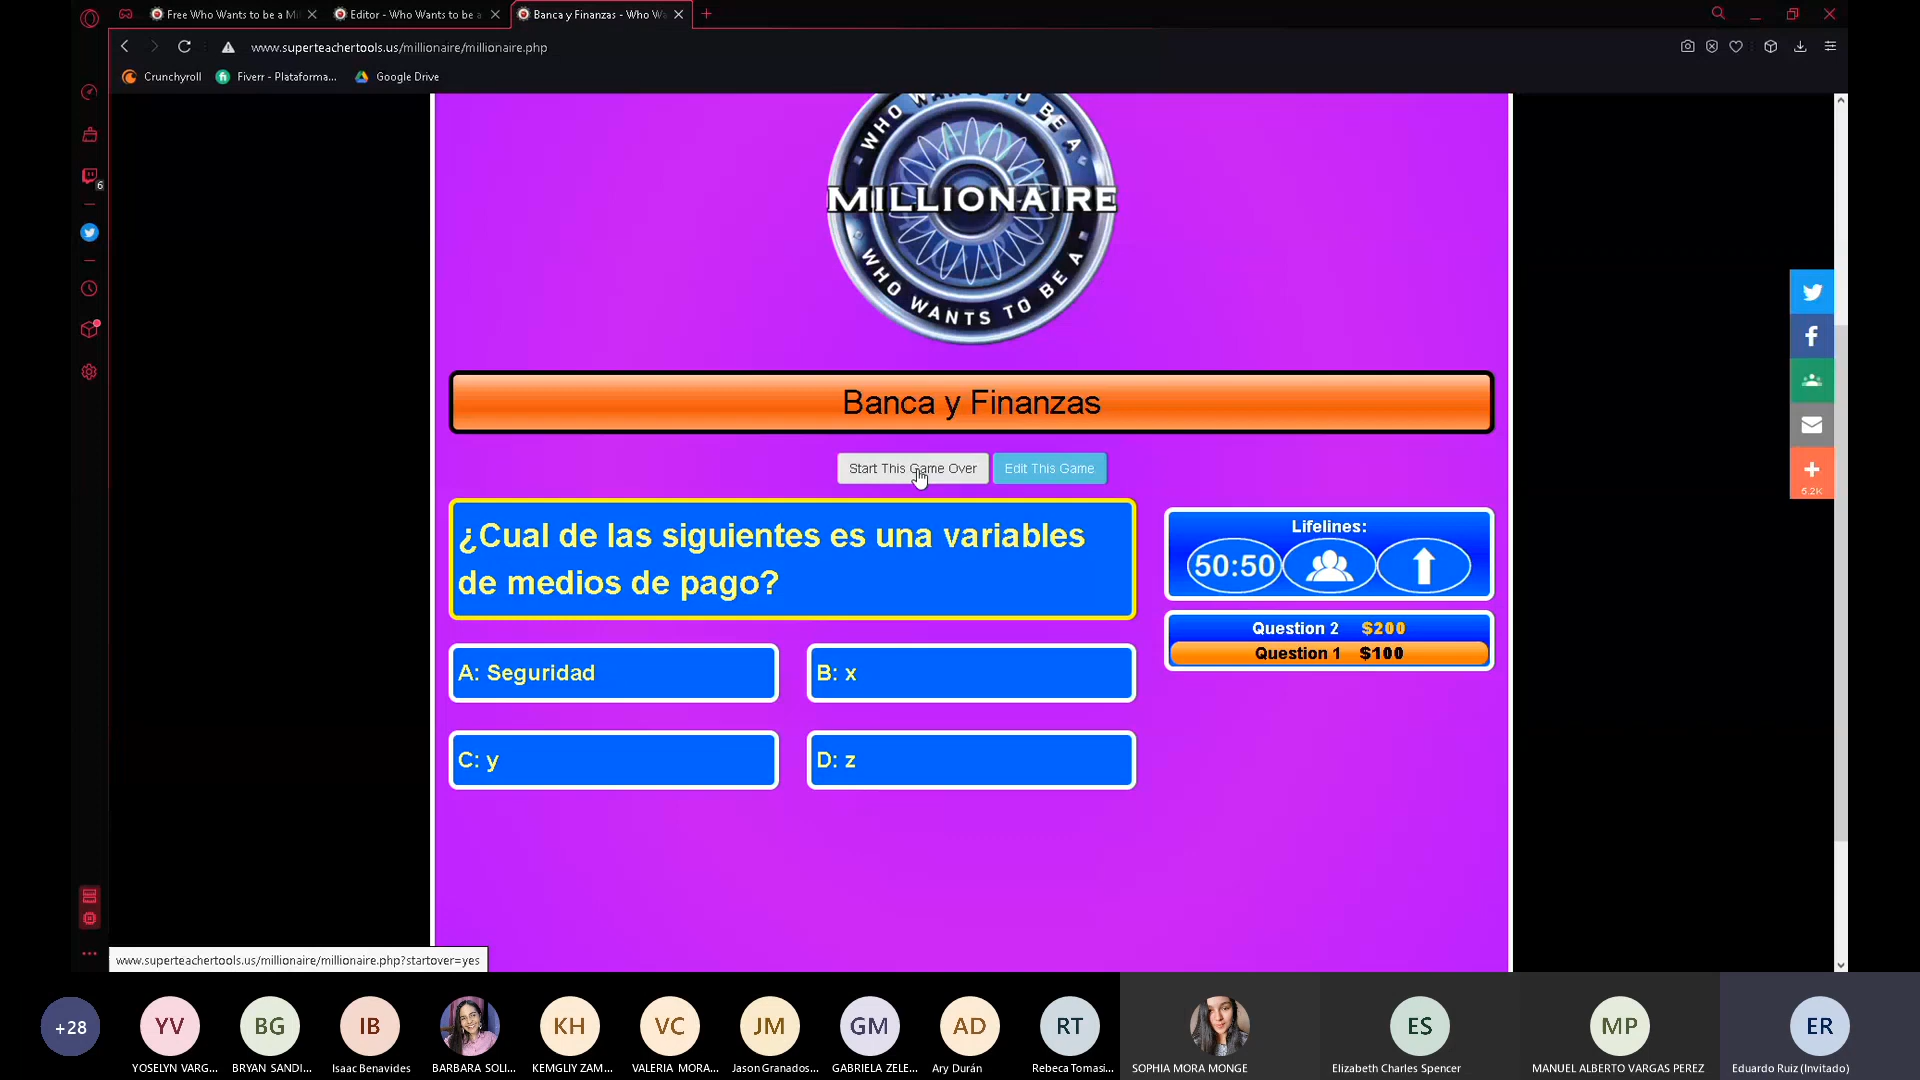 Free Who Wants to be a Mi
Editor - Who Wants to be a
Banca y Finanzas - Who Wa
www.superteachertools.us/millionaire/millionaire.php
Crunchyroll
Fiverr - Plataforma...
Google Drive
6
WHO WANTS TO BE A
MILLIONAIRE
WHO WANTS TO BE A
Banca y Finanzas
Start This Game Over
Edit This Game
¿Cual de las siguientes es una variables
de medios de pago?
Lifelines:
50:50
Question 2 $200
Question 1 $100
A: Seguridad
B: x
C: y
D: z
6.2K
www.superteachertools.us/millionaire/millionaire.php?startover=yes
+28
YV
BG
IB
KH
VC
JM
GM
AD
RT
ES
MP
ER
YOSELYN VARG...
BRYAN SANDI...
Isaac Benavides
BARBARA SOLI...
KEMGLIY ZAM...
VALERIA MORA...
Jason Granados...
GABRIELA ZELE...
Ary Durán
Rebeca Tomasi...
SOPHIA MORA MONGE
Elizabeth Charles Spencer
MANUEL ALBERTO VARGAS PEREZ
Eduardo Ruiz (Invitado)